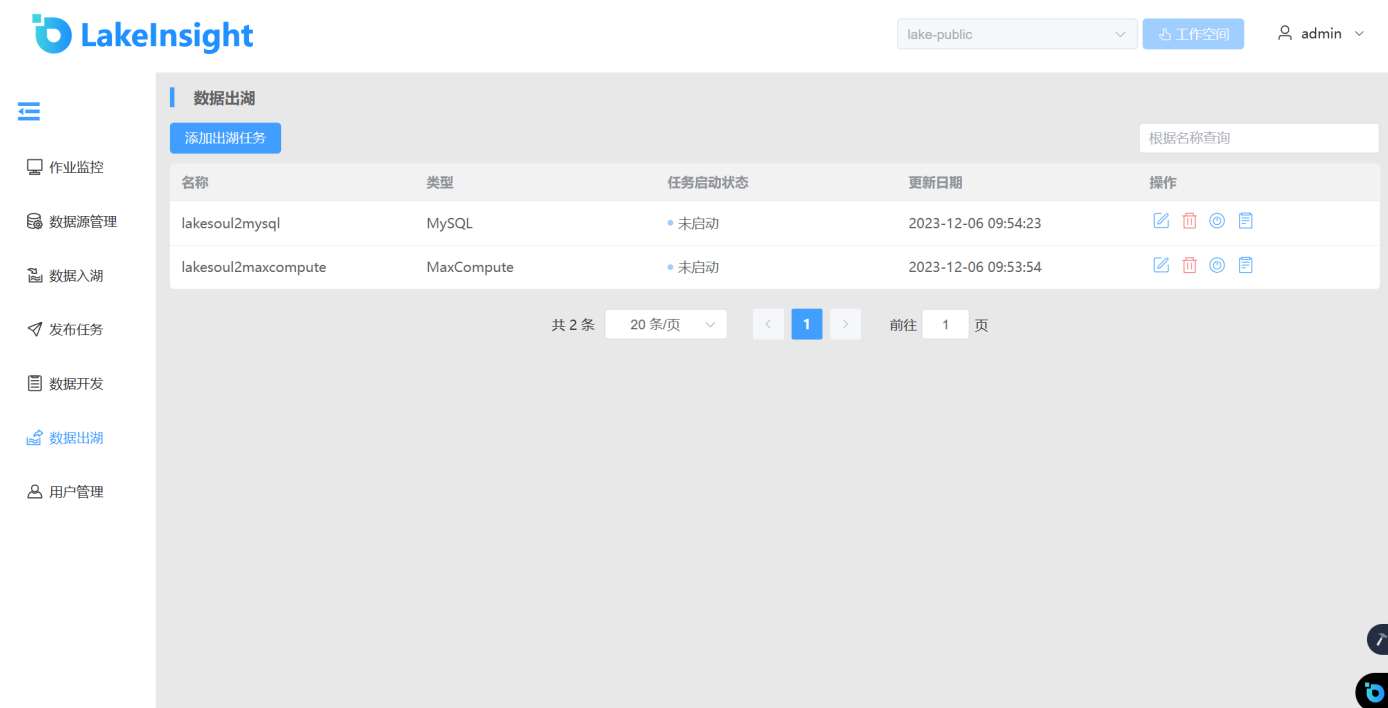 LakeInsight
lake-public
工作空间
admin
作业监控
数据源管理
数据入湖
发布任务
数据开发
数据出湖
用户管理
数据出湖
添加出湖任务
根据名称查询
名称 类型 任务启动状态 更新日期 操作
lakesoul2mysql MySQL 未启动 2023-12-06 09:54:23
lakesoul2maxcompute MaxCompute 未启动 2023-12-06 09:53:54
共 2 条 20 条/页 1 前往 1 页